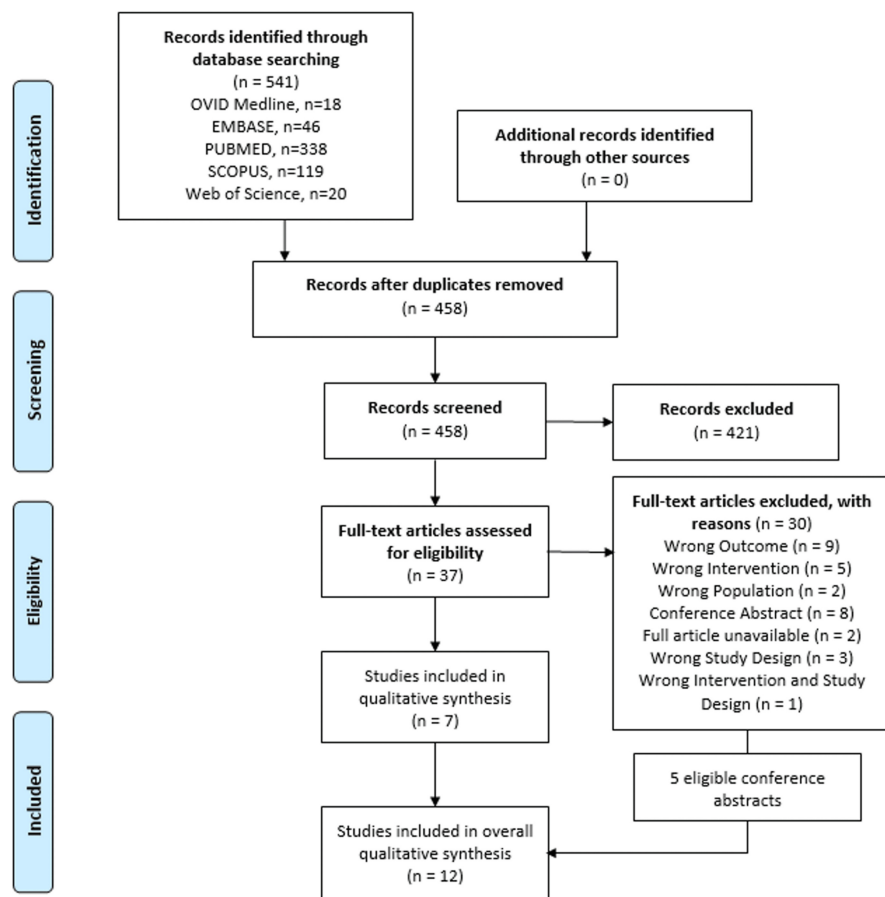 Identification
Records identified through
database searching
(n = 541)
OVID Medline, n=18
EMBASE, n=46
PUBMED, n=338
SCOPUS, n=119
Web of Science, n=20
Additional records identified
through other sources
(n = 0)
Records after duplicates removed
(n = 458)
Screening
Records screened
(n = 458)
Records excluded
(n = 421)
Eligibility
Full-text articles assessed
for eligibility
(n = 37)
Full-text articles excluded, with
reasons (n = 30)
Wrong Outcome (n = 9)
Wrong Intervention (n = 5)
Wrong Population (n = 2)
Conference Abstract (n = 8)
Full article unavailable (n = 2)
Wrong Study Design (n = 3)
Wrong Intervention and Study
Design (n = 1)
Studies included in
qualitative synthesis
(n = 7)
Included
5 eligible conference
abstracts
Studies included in overall
qualitative synthesis
(n = 12)